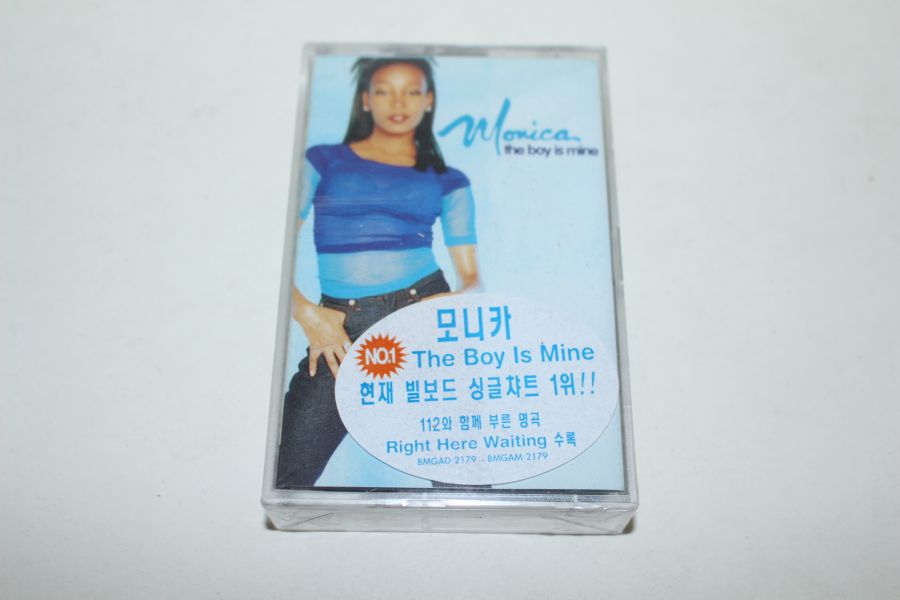 Monica
the boy is mine
모니카
NO.1 The Boy Is Mine
현재 빌보드 싱글챠트 1위!!
112와 함께 부른 명곡
Right Here Waiting 수록
BMGAD 2179 - BMGAM 2179